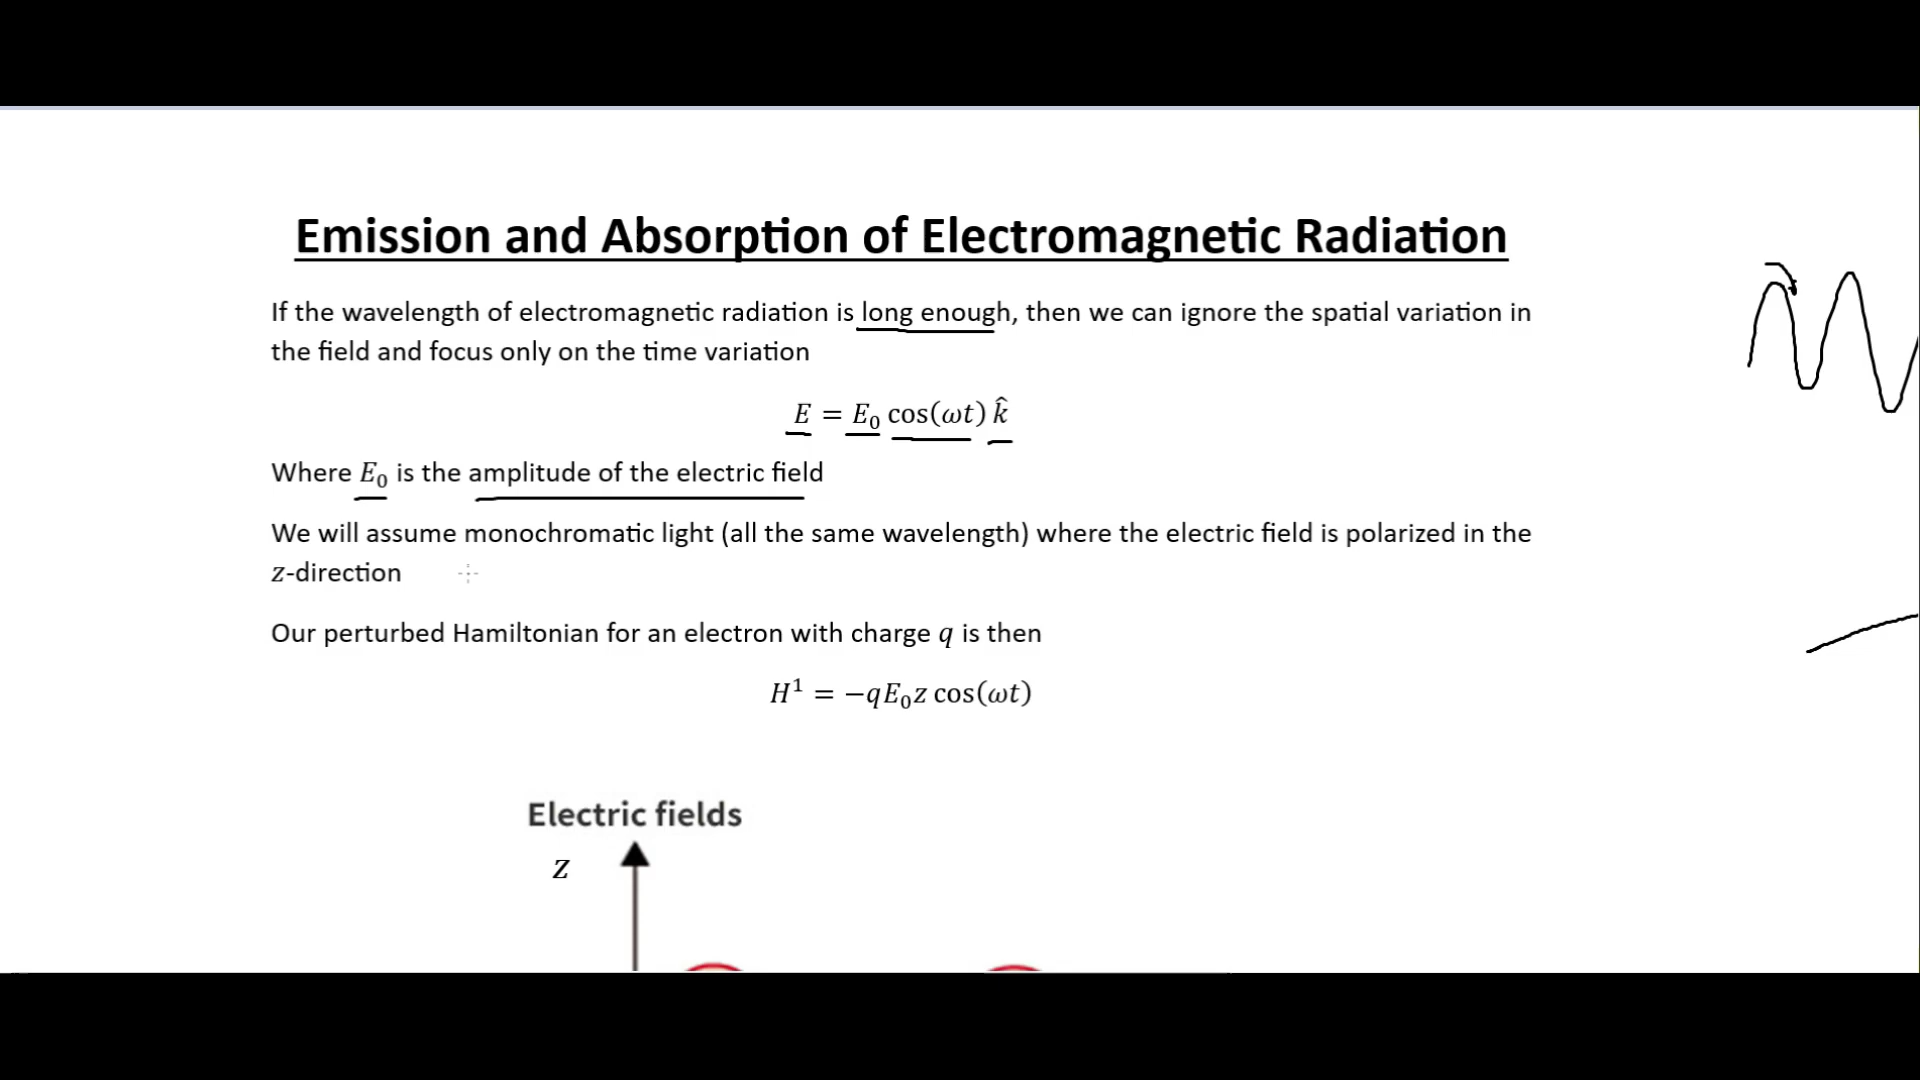 Emission and Absorption of Electromagnetic Radiation
If the wavelength of electromagnetic radiation is long enough, then we can ignore the spatial variation in
the field and focus only on the time variation
E = E₀ cos(ωt) k̂
Where E₀ is the amplitude of the electric field
We will assume monochromatic light (all the same wavelength) where the electric field is polarized in the
z-direction
Our perturbed Hamiltonian for an electron with charge q is then
H¹ = −qE₀z cos(ωt)
Electric fields
z